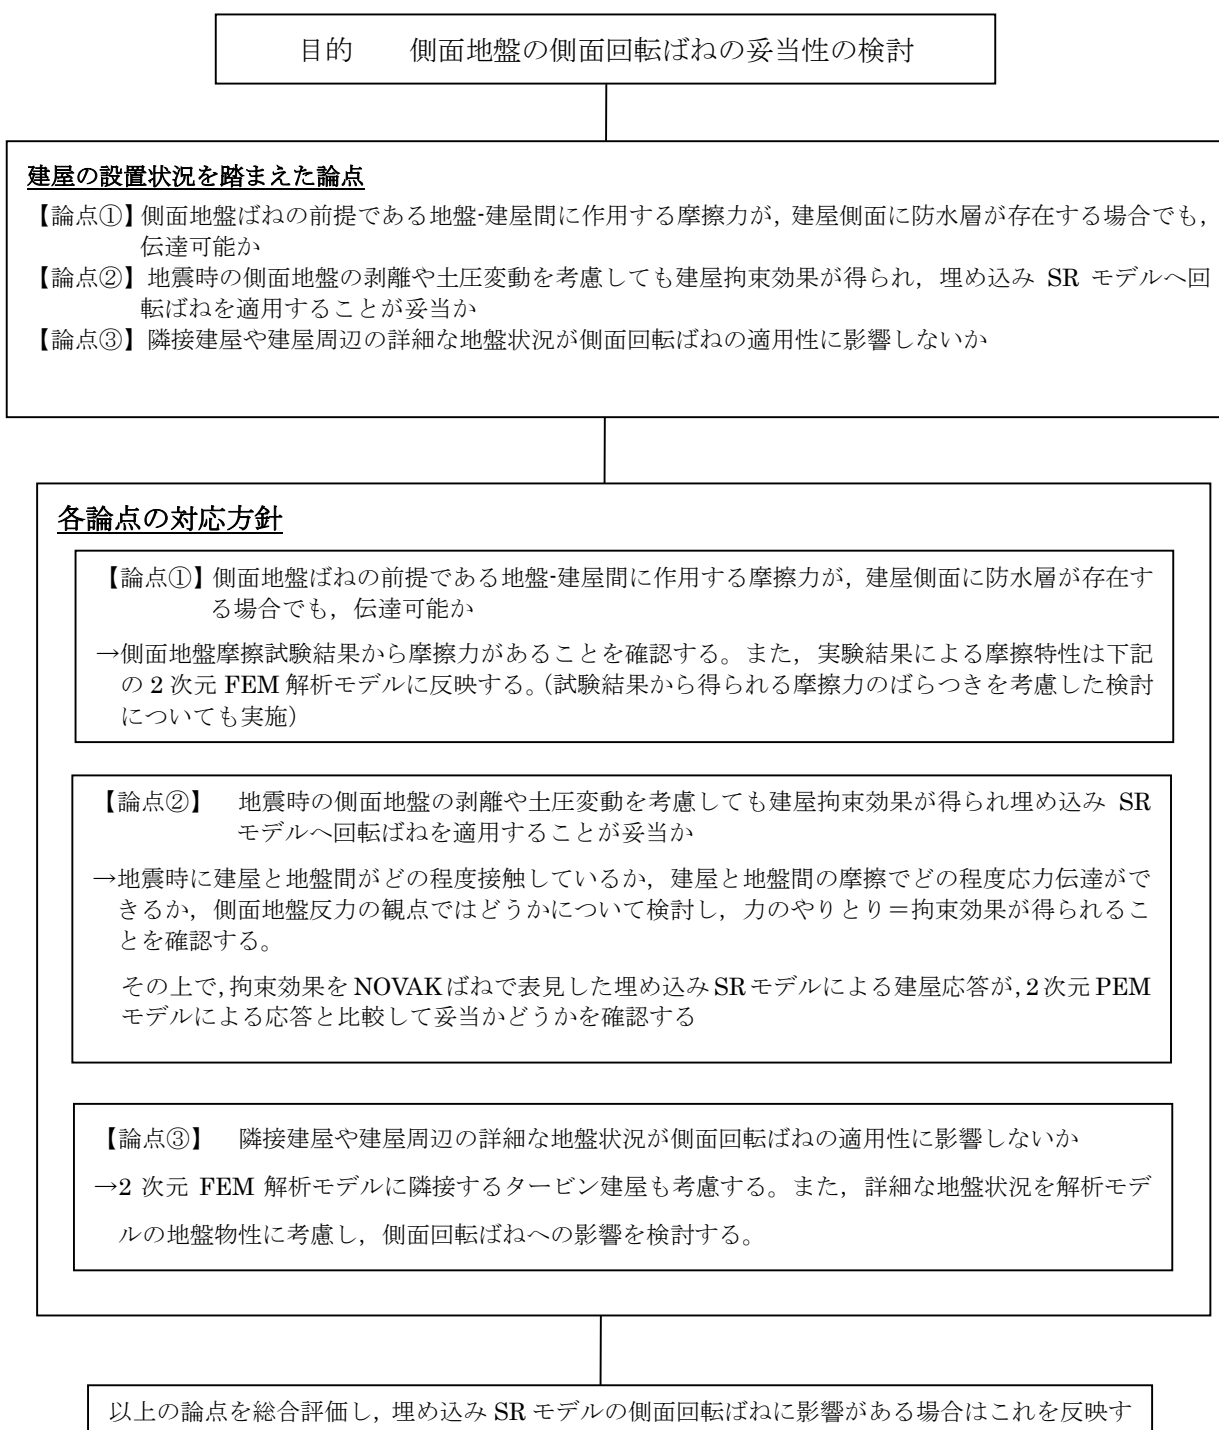 目的　　側面地盤の側面回転ばねの妥当性の検討
建屋の設置状況を踏まえた論点
【論点①】側面地盤ばねの前提である地盤-建屋間に作用する摩擦力が，建屋側面に防水層が存在する場合でも，
伝達可能か
【論点②】地震時の側面地盤の剥離や土圧変動を考慮しても建屋拘束効果が得られ，埋め込み SR モデルへ回
転ばねを適用することが妥当か
【論点③】隣接建屋や建屋周辺の詳細な地盤状況が側面回転ばねの適用性に影響しないか
各論点の対応方針
【論点①】側面地盤ばねの前提である地盤-建屋間に作用する摩擦力が，建屋側面に防水層が存在す
る場合でも，伝達可能か
→側面地盤摩擦試験結果から摩擦力があることを確認する。また，実験結果による摩擦特性は下記
の 2 次元 FEM 解析モデルに反映する。（試験結果から得られる摩擦力のばらつきを考慮した検討
についても実施）
【論点②】　地震時の側面地盤の剥離や土圧変動を考慮しても建屋拘束効果が得られ埋め込み SR
モデルへ回転ばねを適用することが妥当か
→地震時に建屋と地盤間がどの程度接触しているか，建屋と地盤間の摩擦でどの程度応力伝達がで
きるか，側面地盤反力の観点ではどうかについて検討し，力のやりとり＝拘束効果が得られるこ
とを確認する。
その上で，拘束効果を NOVAK ばねで表見した埋め込み SR モデルによる建屋応答が，2 次元 PEM
モデルによる応答と比較して妥当かどうかを確認する
【論点③】　隣接建屋や建屋周辺の詳細な地盤状況が側面回転ばねの適用性に影響しないか
→2 次元 FEM 解析モデルに隣接するタービン建屋も考慮する。また，詳細な地盤状況を解析モデ
ルの地盤物性に考慮し，側面回転ばねへの影響を検討する。
以上の論点を総合評価し，埋め込み SR モデルの側面回転ばねに影響がある場合はこれを反映す